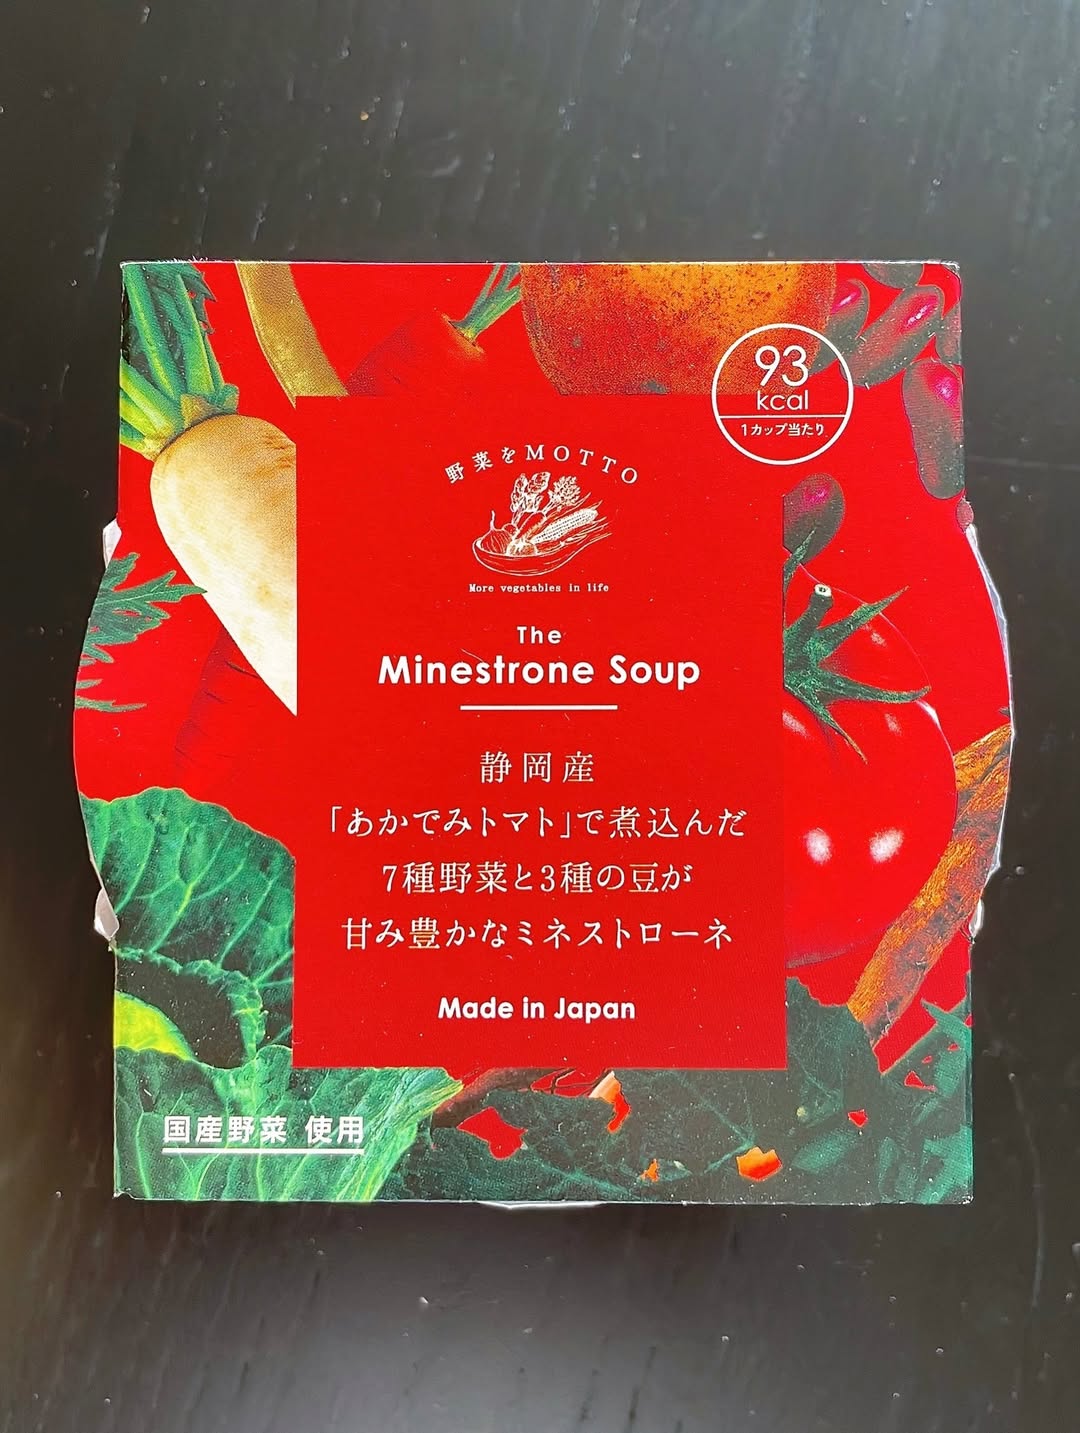 93
kcal
1カップ当たり
野菜をMOTTO
More vegetables in life
The
Minestrone Soup
静岡産
「あかでみトマト」で煮込んだ
7種野菜と3種の豆が
甘み豊かなミネストローネ
Made in Japan
国産野菜 使用